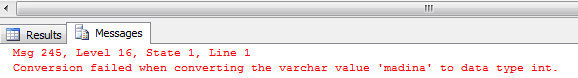 Results Messages
Msg 245, Level 16, State 1, Line 1
Conversion failed when converting the varchar value 'madina' to data type int.